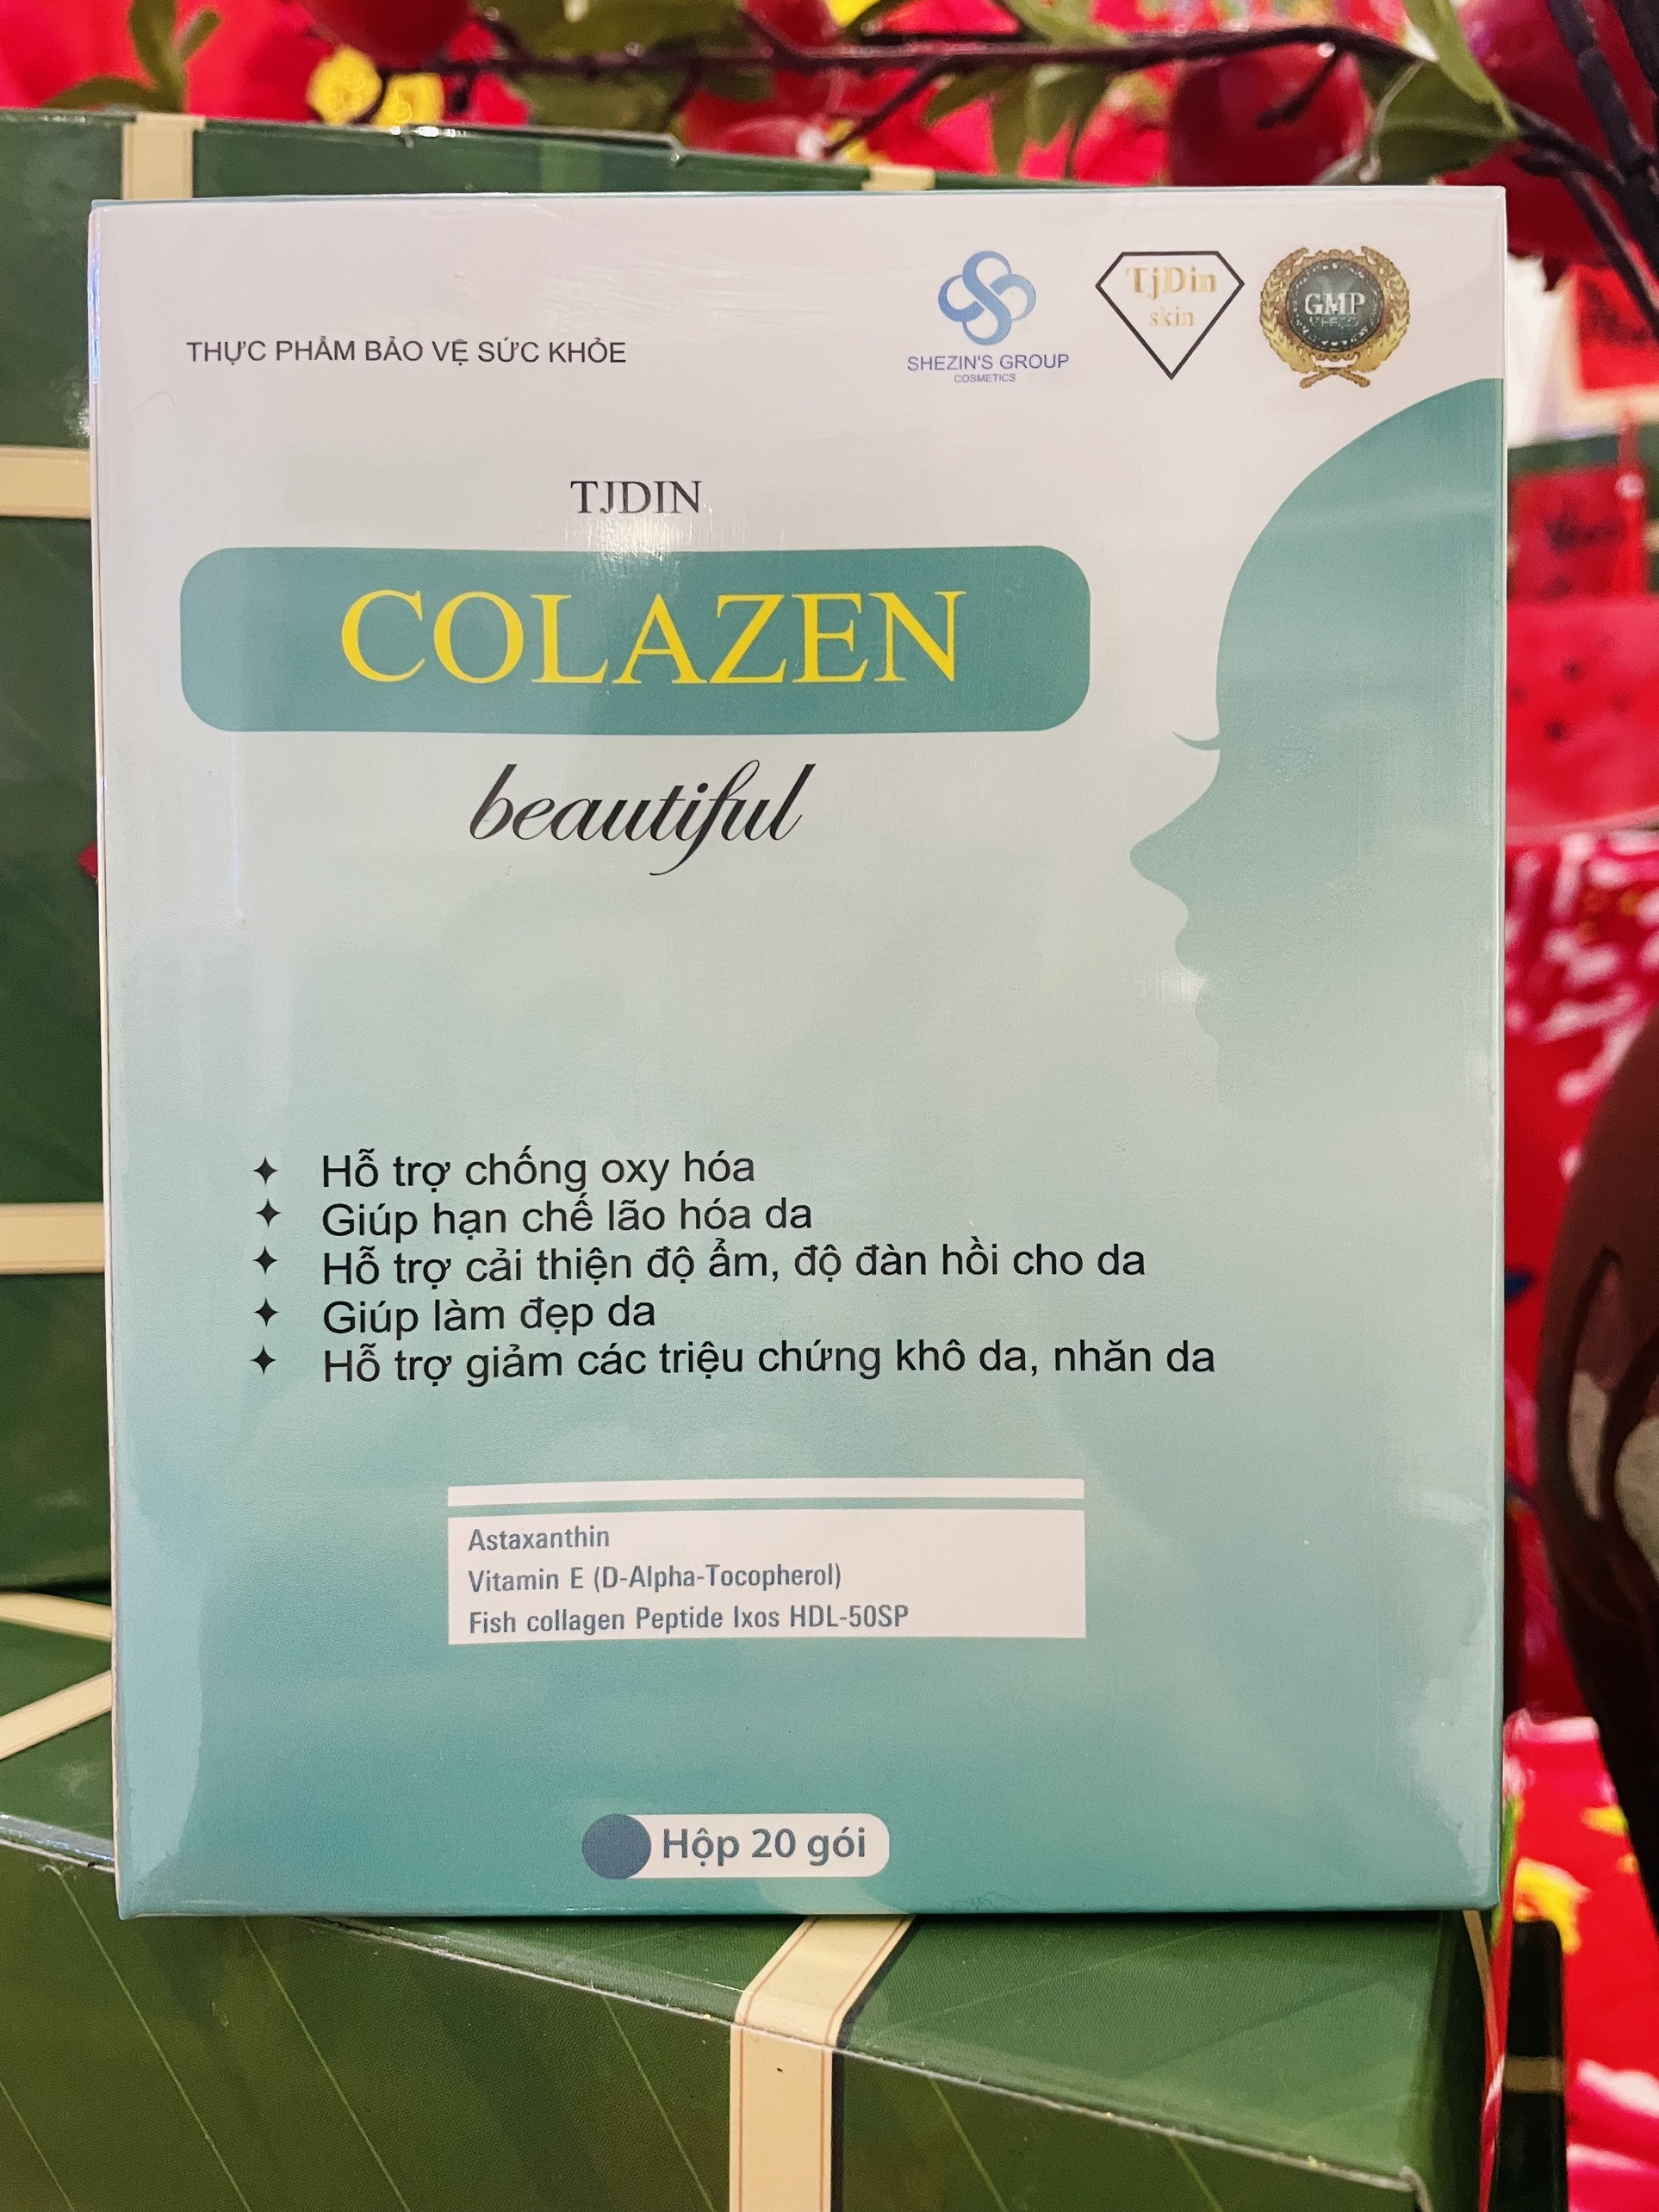 THỰC PHẨM BẢO VỆ SỨC KHỎE
SHEZIN'S GROUP
COSMETICS
TjDin
skin
GMP
TJDIN
COLAZEN
beautiful
Hỗ trợ chống oxy hóa
Giúp hạn chế lão hóa da
Hỗ trợ cải thiện độ ẩm, độ đàn hồi cho da
Giúp làm đẹp da
Hỗ trợ giảm các triệu chứng khô da, nhăn da
Astaxanthin
Vitamin E (D-Alpha-Tocopherol)
Fish collagen Peptide Ixos HDL-50SP
Hộp 20 gói